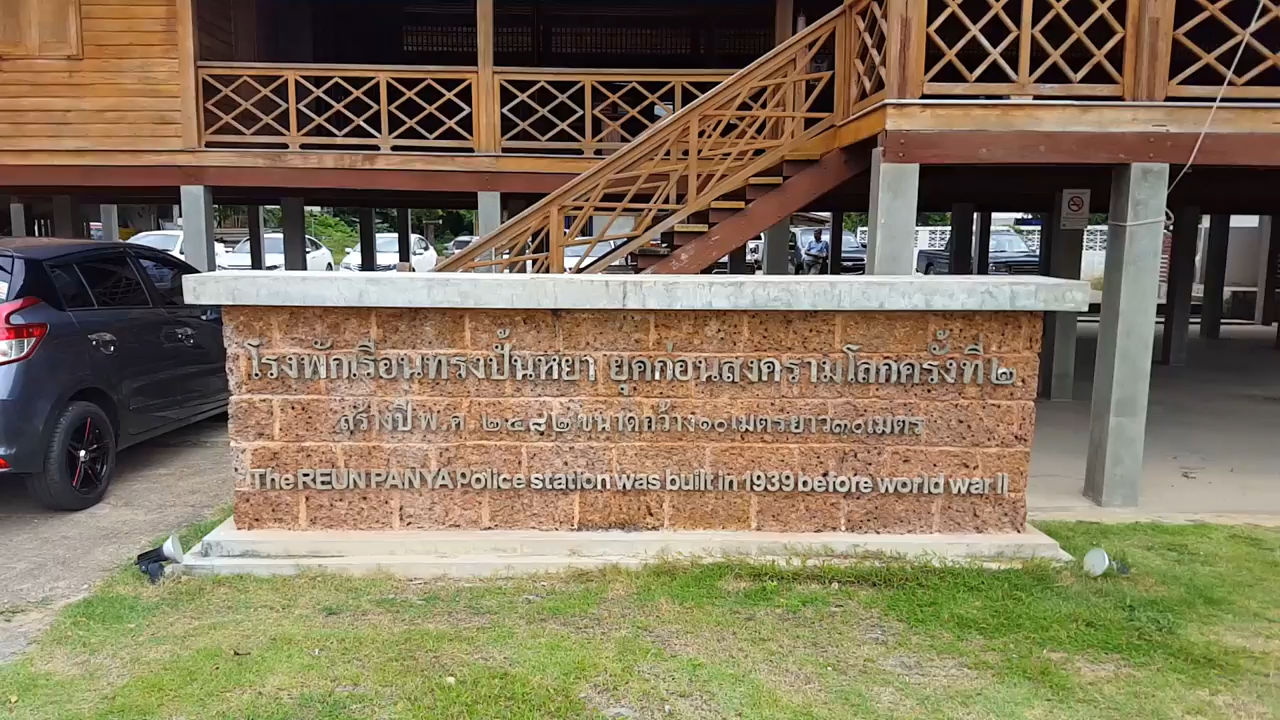 โรงพักเรือนทรงปั้นหยา ยุคก่อนสงครามโลกครั้งที่๒
สร้างปี พ.ศ. ๒๔๘๒ ขนาดกว้าง๑๐เมตรยาว๓๐เมตร
The REUN PANYA Police station was built in 1939 before world war II